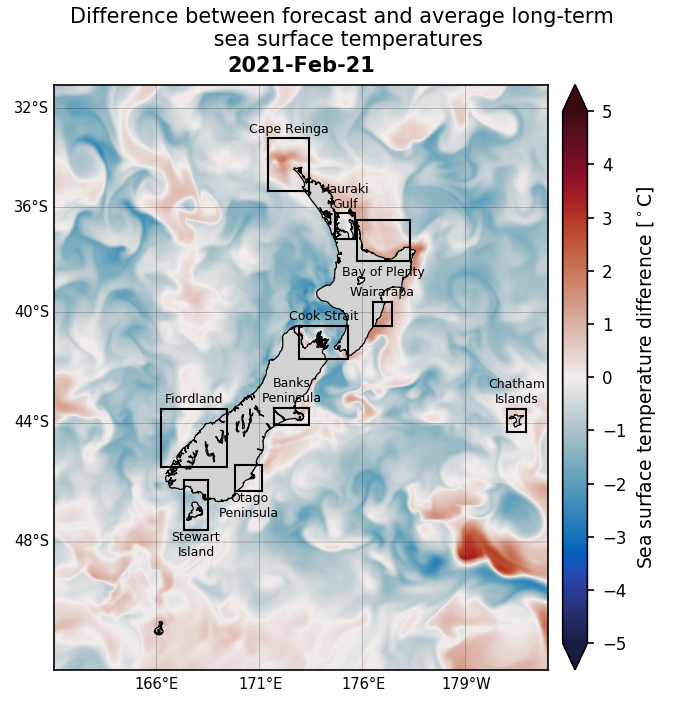 Difference between forecast and average long-term
sea surface temperatures
2021-Feb-21
32°S
36°S
40°S
44°S
48°S
166°E
171°E
176°E
179°W
Cape Reinga
Hauraki
Gulf
Bay of Plenty
Wairarapa
Cook Strait
Banks
Peninsula
Fiordland
Chatham
Islands
Otago
Peninsula
Stewart
Island
5
4
3
2
1
0
−1
−2
−3
−4
−5
Sea surface temperature difference [°C]